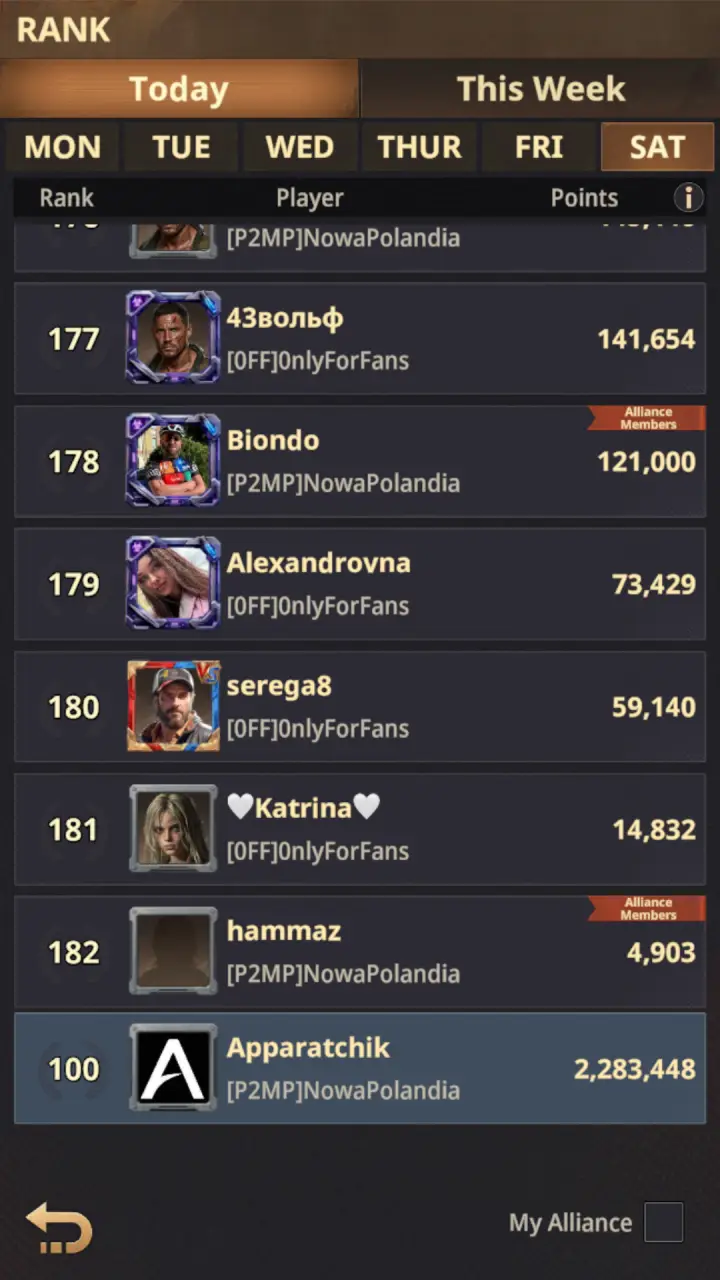 RANK
Today
This Week
MON
TUE
WED
THUR
FRI
SAT
Rank
Player
Points
[P2MP]NowaPolandia
177
43вольф
[0FF]0nlyForFans
141,654
178
Biondo
[P2MP]NowaPolandia
Alliance
Members
121,000
179
Alexandrovna
[0FF]0nlyForFans
73,429
180
serega8
[0FF]0nlyForFans
59,140
181
🤍Katrina🤍
[0FF]0nlyForFans
14,832
182
hammaz
[P2MP]NowaPolandia
Alliance
Members
4,903
100
Apparatchik
[P2MP]NowaPolandia
2,283,448
My Alliance